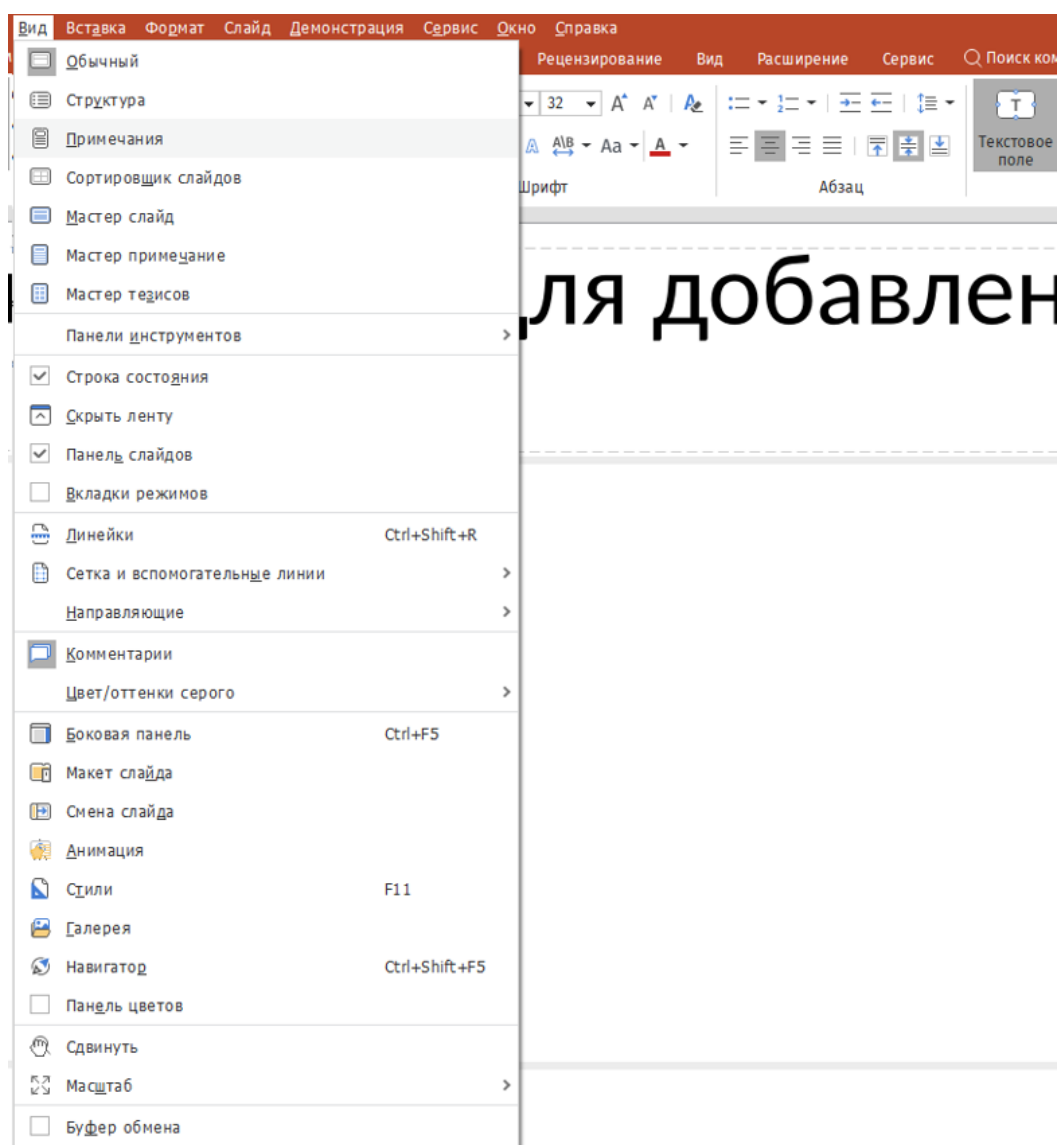 Вид Вставка Формат Слайд Демонстрация Сервис Окно Справка
Рецензирование Вид Расширение Сервис Поиск ком
Обычный
Структура
Примечания
Сортировщик слайдов
Мастер слайд
Мастер примечание
Мастер тезисов
Панели инструментов
Строка состояния
Скрыть ленту
Панель слайдов
Вкладки режимов
Линейки Ctrl+Shift+R
Сетка и вспомогательные линии
Направляющие
Комментарии
Цвет/оттенки серого
Боковая панель Ctrl+F5
Макет слайда
Смена слайда
Анимация
Стили F11
Галерея
Навигатор Ctrl+Shift+F5
Панель цветов
Сдвинуть
Масштаб
Буфер обмена
32
Aa
Текстовое
поле
Шрифт Абзац
ля добавлен